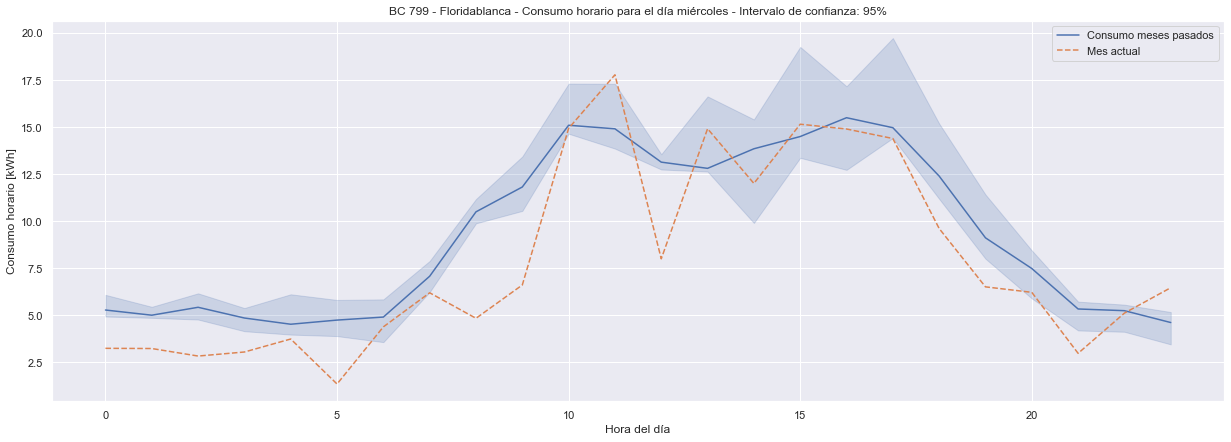 BC 799 - Floridablanca - Consumo horario para el día miércoles - Intervalo de confianza: 95%
Consumo meses pasados
Mes actual
20.0
17.5
15.0
12.5
10.0
7.5
5.0
2.5
Consumo horario [kWh]
0
5
10
15
20
Hora del día